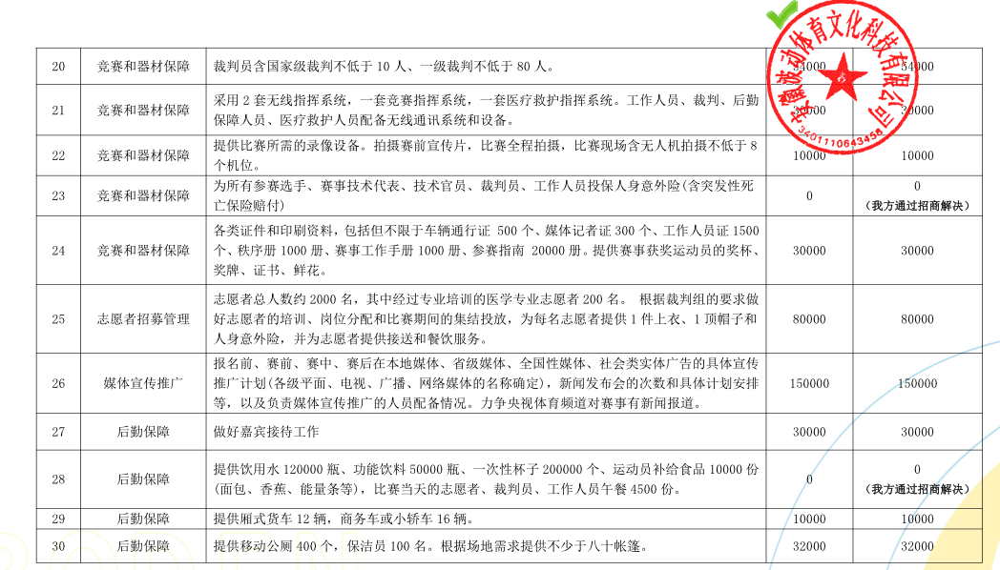 安徽波动体育文化科技有限公司
3401110643456
20 竞赛和器材保障 裁判员含国家级裁判不低于 10 人、一级裁判不低于 80 人。 54000 54000
21 竞赛和器材保障 采用 2 套无线指挥系统，一套竞赛指挥系统，一套医疗救护指挥系统。工作人员、裁判、后勤
保障人员、医疗救护人员配备无线通讯系统和设备。 30000 30000
22 竞赛和器材保障 提供比赛所需的录像设备。拍摄赛前宣传片，比赛全程拍摄，比赛现场含无人机拍摄不低于 8
个机位。 10000 10000
23 竞赛和器材保障 为所有参赛选手、赛事技术代表、技术官员、裁判员、工作人员投保人身意外险(含突发性死
亡保险赔付) 0 0
（我方通过招商解决）
24 竞赛和器材保障 各类证件和印刷资料，包括但不限于车辆通行证 500 个、媒体记者证 300 个、工作人员证 1500
个、秩序册 1000 册、赛事工作手册 1000 册、参赛指南 20000 册。提供赛事获奖运动员的奖杯、
奖牌、证书、鲜花。 30000 30000
25 志愿者招募管理 志愿者总人数约 2000 名，其中经过专业培训的医学专业志愿者 200 名。 根据裁判组的要求做
好志愿者的培训、岗位分配和比赛期间的集结投放，为每名志愿者提供 1 件上衣、1 顶帽子和
人身意外险，并为志愿者提供接送和餐饮服务。 80000 80000
26 媒体宣传推广 报名前、赛前、赛中、赛后在本地媒体、省级媒体、全国性媒体、社会类实体广告的具体宣传
推广计划(各级平面、电视、广播、网络媒体的名称确定)，新闻发布会的次数和具体计划安排
等，以及负责媒体宣传推广的人员配备情况。力争央视体育频道对赛事有新闻报道。 150000 150000
27 后勤保障 做好嘉宾接待工作 30000 30000
28 后勤保障 提供饮用水 120000 瓶、功能饮料 50000 瓶、一次性杯子 200000 个、运动员补给食品 10000 份
(面包、香蕉、能量条等)，比赛当天的志愿者、裁判员、工作人员午餐 4500 份。 0 0
（我方通过招商解决）
29 后勤保障 提供厢式货车 12 辆，商务车或小轿车 16 辆。 10000 10000
30 后勤保障 提供移动公厕 400 个，保洁员 100 名。根据场地需求提供不少于八十帐篷。 32000 32000